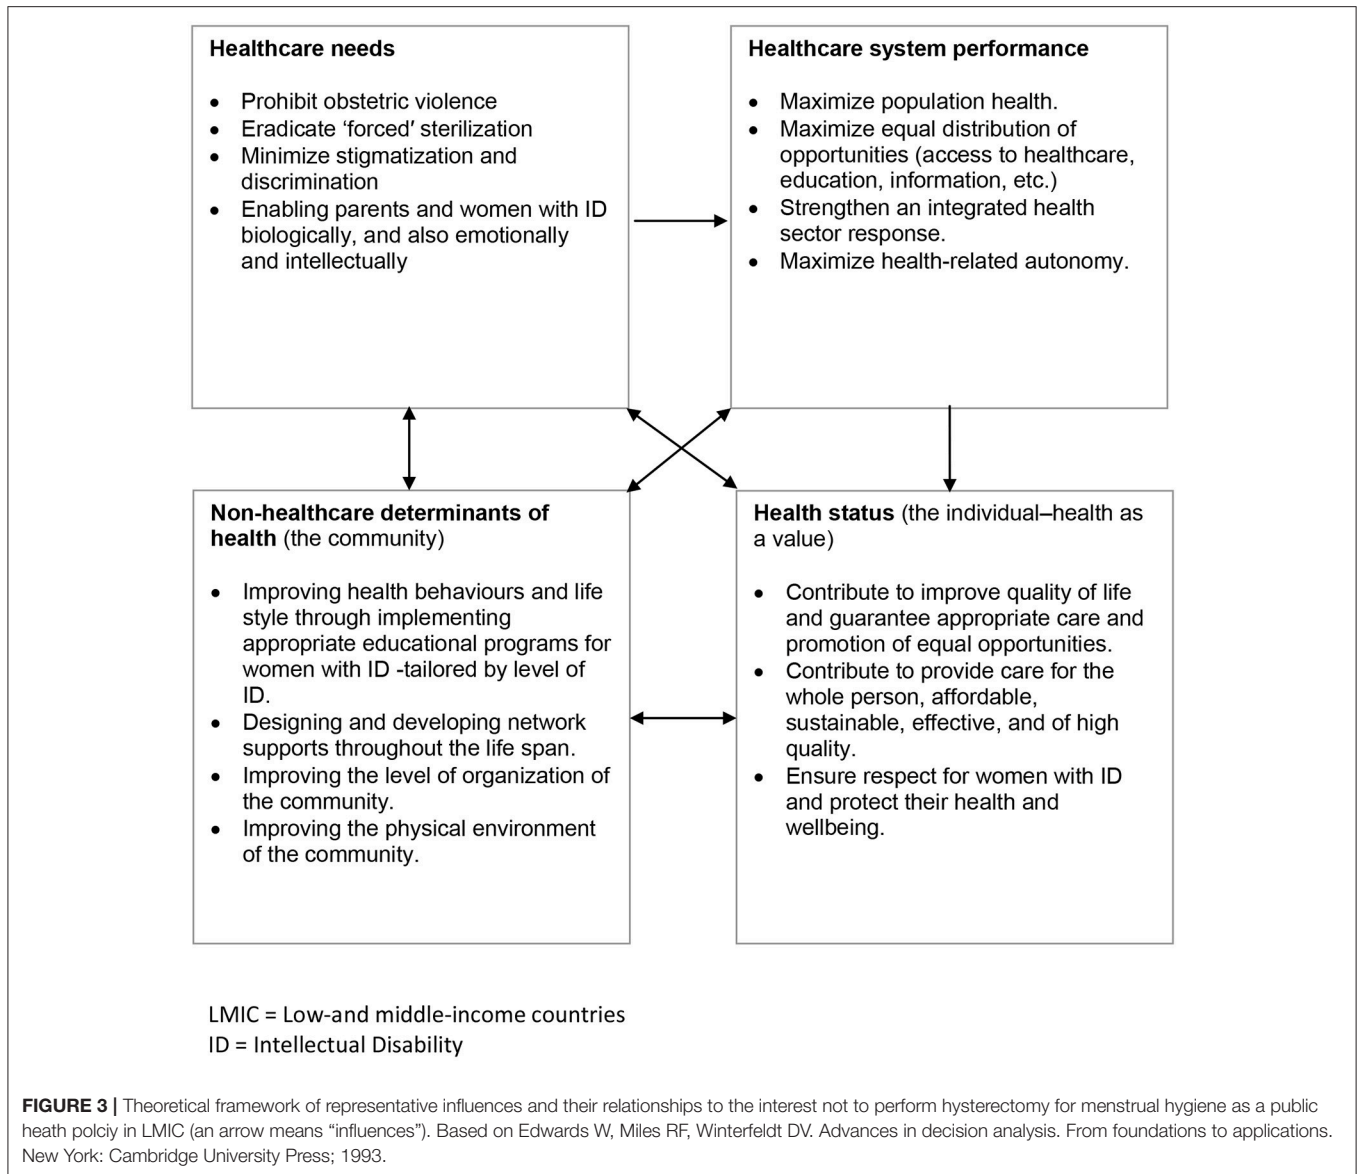 Healthcare needs
• Prohibit obstetric violence
• Eradicate ‘forced’ sterilization
• Minimize stigmatization and
discrimination
• Enabling parents and women with ID
biologically, and also emotionally
and intellectually
Healthcare system performance
• Maximize population health.
• Maximize equal distribution of
opportunities (access to healthcare,
education, information, etc.)
• Strengthen an integrated health
sector response.
• Maximize health-related autonomy.
Non-healthcare determinants of
health (the community)
• Improving health behaviours and life
style through implementing
appropriate educational programs for
women with ID -tailored by level of
ID.
• Designing and developing network
supports throughout the life span.
• Improving the level of organization of
the community.
• Improving the physical environment
of the community.
Health status (the individual–health as
a value)
• Contribute to improve quality of life
and guarantee appropriate care and
promotion of equal opportunities.
• Contribute to provide care for the
whole person, affordable,
sustainable, effective, and of high
quality.
• Ensure respect for women with ID
and protect their health and
wellbeing.
LMIC = Low-and middle-income countries
ID = Intellectual Disability
FIGURE 3 | Theoretical framework of representative influences and their relationships to the interest not to perform hysterectomy for menstrual hygiene as a public
heath polciy in LMIC (an arrow means “influences”). Based on Edwards W, Miles RF, Winterfeldt DV. Advances in decision analysis. From foundations to applications.
New York: Cambridge University Press; 1993.